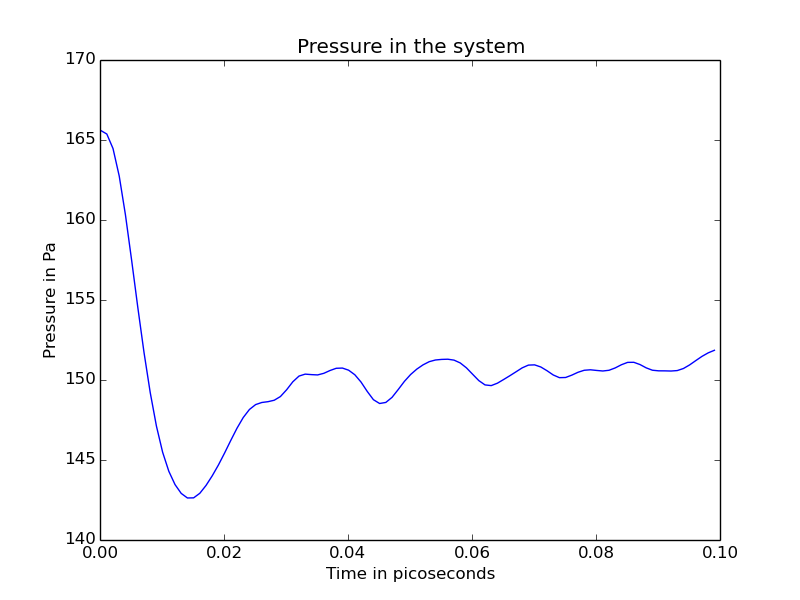 Pressure in the system
170
165
160
155
150
145
140
Pressure in Pa
0.00 0.02 0.04 0.06 0.08 0.10
Time in picoseconds